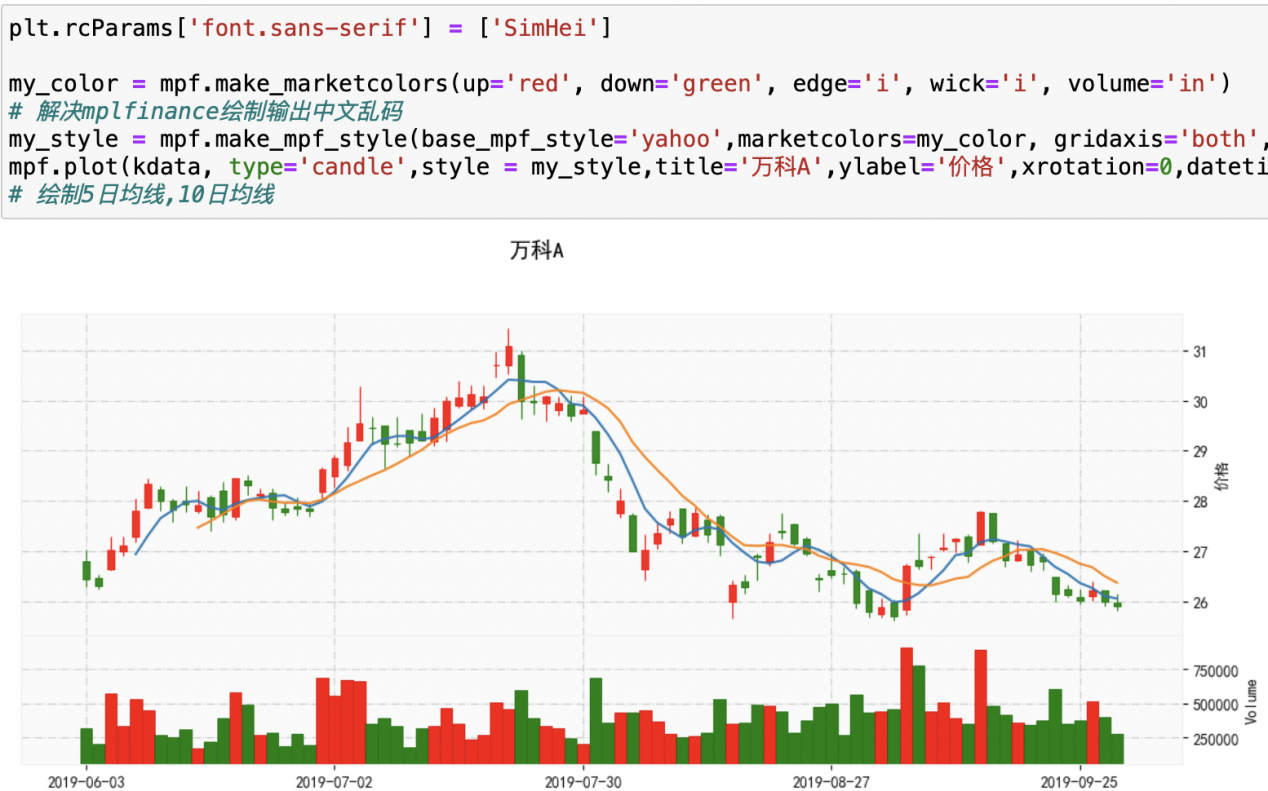 plt.rcParams['font.sans-serif'] = ['SimHei']
my_color = mpf.make_marketcolors(up='red', down='green', edge='i', wick='i', volume='in')
# 解决mplfinance绘制输出中文乱码
my_style = mpf.make_mpf_style(base_mpf_style='yahoo',marketcolors=my_color, gridaxis='both',
mpf.plot(kdata, type='candle',style = my_style,title='万科A',ylabel='价格',xrotation=0,dateti
# 绘制5日均线,10日均线
万科A
31
30
29
28
27
26
价格
750000
500000
250000
Volume
2019-06-03
2019-07-02
2019-07-30
2019-08-27
2019-09-25